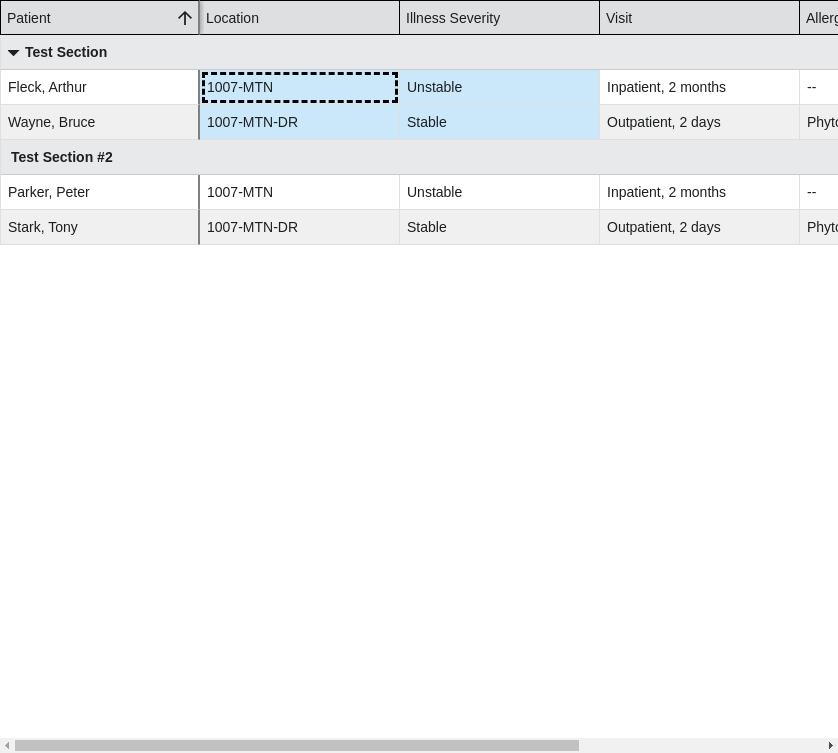 Patient Location Illness Severity Visit Allerg
Test Section
Fleck, Arthur 1007-MTN Unstable Inpatient, 2 months --
Wayne, Bruce 1007-MTN-DR Stable Outpatient, 2 days Phyto
Test Section #2
Parker, Peter 1007-MTN Unstable Inpatient, 2 months --
Stark, Tony 1007-MTN-DR Stable Outpatient, 2 days Phyto